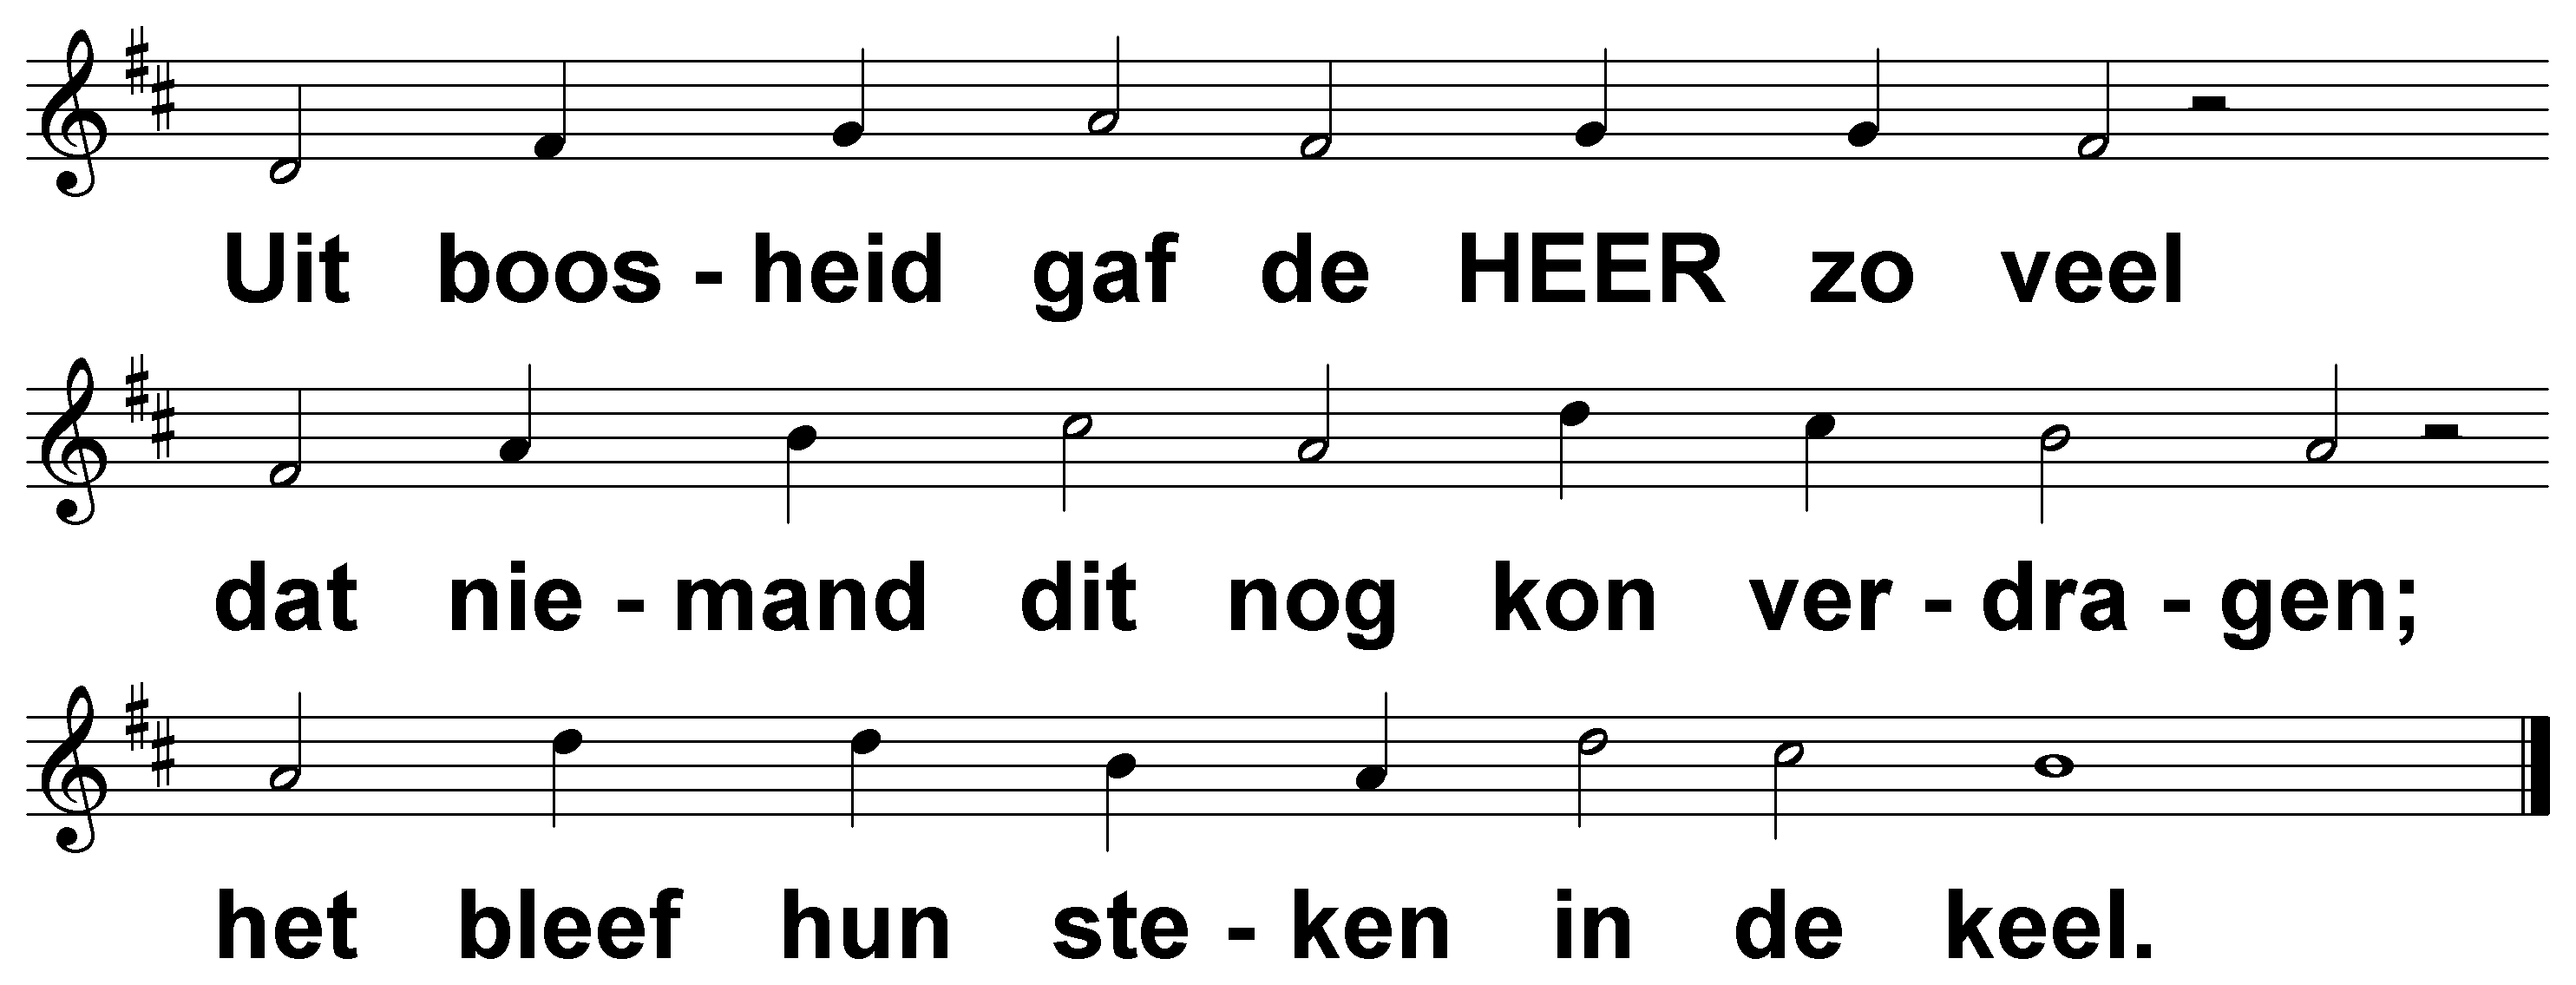 Uit boos - heid gaf de HEER zo veel
dat nie - mand dit nog kon ver - dra - gen;
het bleef hun ste - ken in de keel.